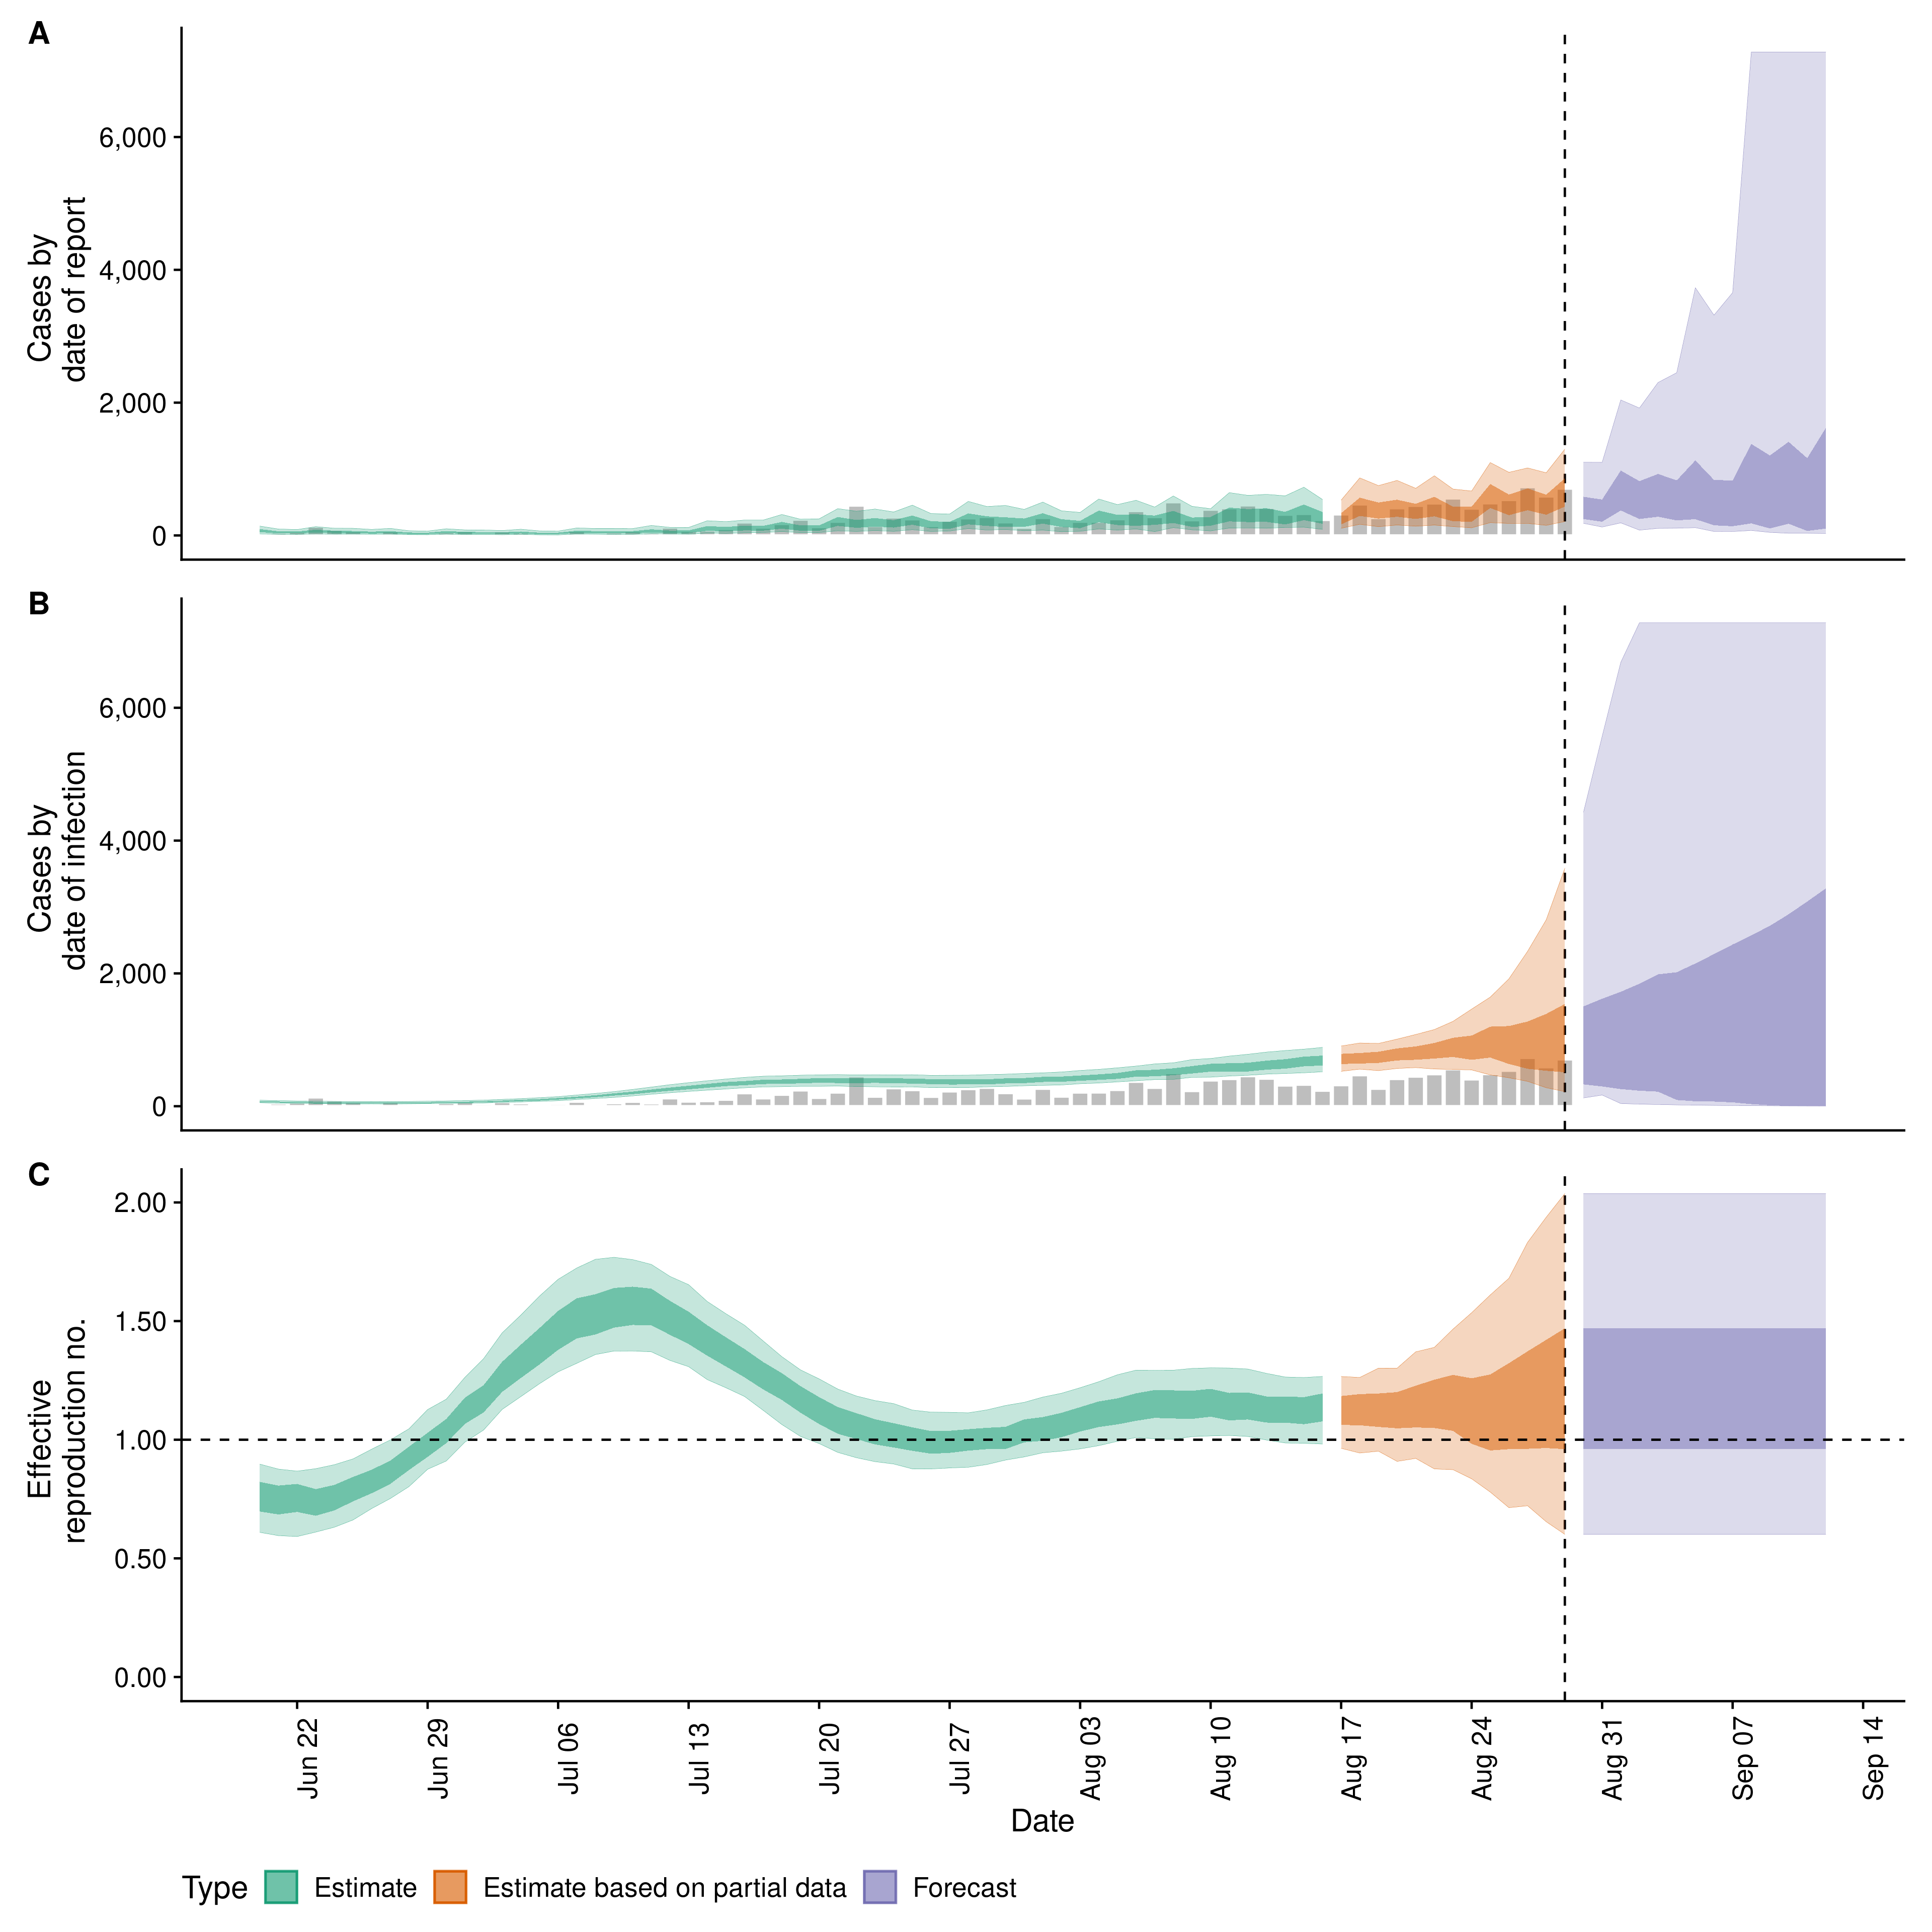 A
Cases by
date of report
6,000
4,000
2,000
0
B
Cases by
date of infection
6,000
4,000
2,000
0
C
Effective
reproduction no.
2.00
1.50
1.00
0.50
0.00
Jun 22
Jun 29
Jul 06
Jul 13
Jul 20
Jul 27
Aug 03
Aug 10
Aug 17
Aug 24
Aug 31
Sep 07
Sep 14
Date
Type Estimate Estimate based on partial data Forecast